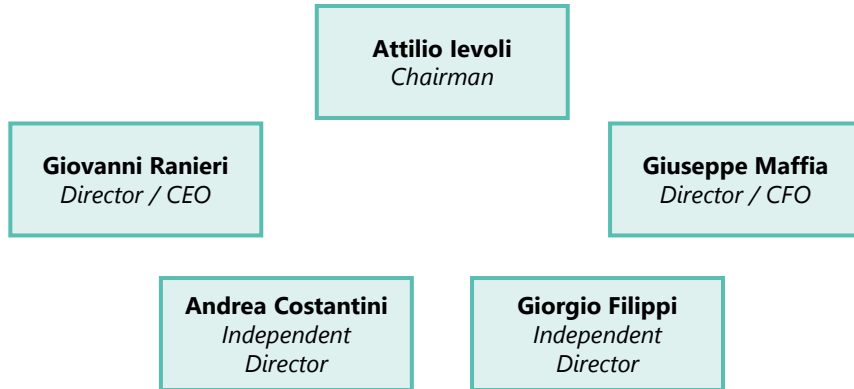 Attilio Ievoli
Chairman
Giovanni Ranieri
Director / CEO
Giuseppe Maffia
Director / CFO
Andrea Costantini
Independent
Director
Giorgio Filippi
Independent
Director